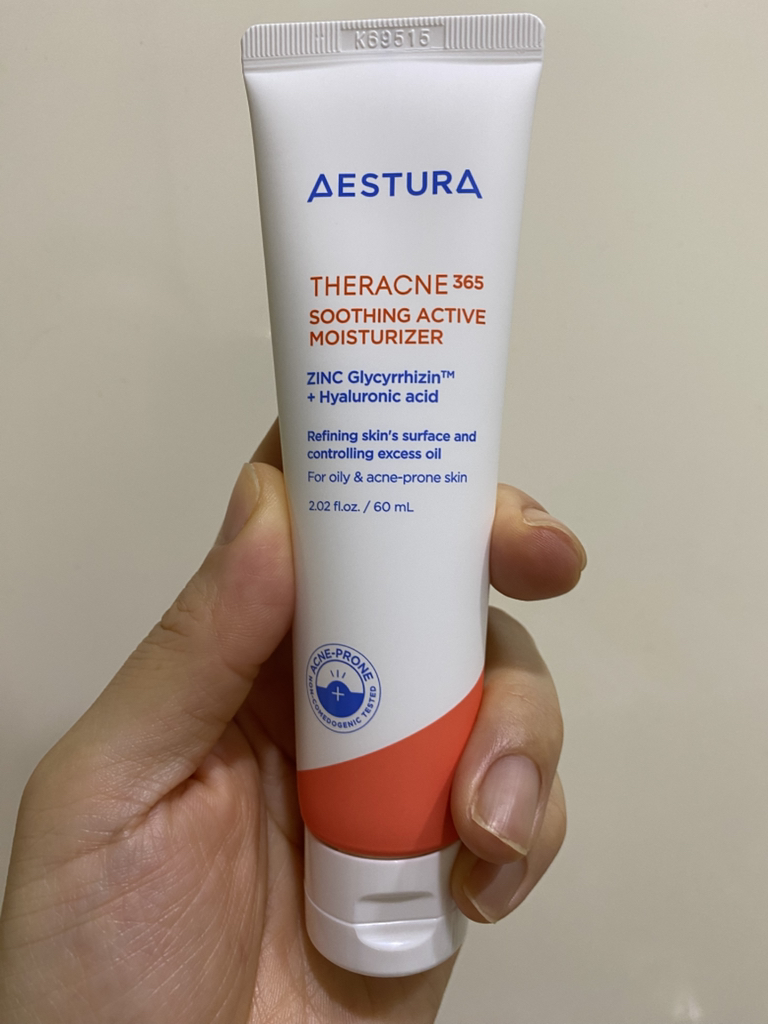 K69515
AESTURA
THERACNE 365
SOOTHING ACTIVE
MOISTURIZER
ZINC Glycyrrhizin™
+ Hyaluronic acid
Refining skin's surface and
controlling excess oil
For oily & acne-prone skin
2.02 fl.oz. / 60 mL
ACNE-PRONE
NON-COMEDOGENIC TESTED